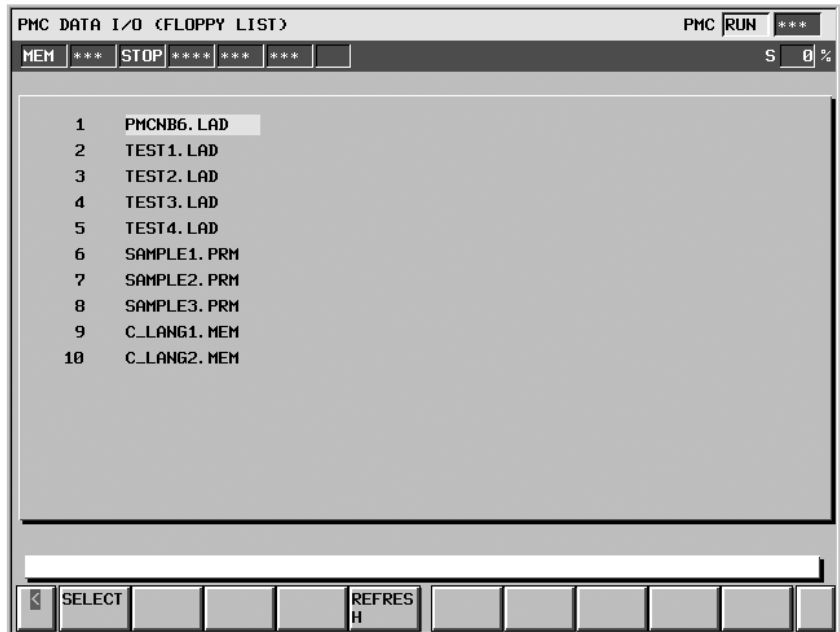 PMC DATA I/O (FLOPPY LIST) PMC RUN ***
MEM *** STOP **** *** *** S 0 %
1 PMCNB6.LAD
2 TEST1.LAD
3 TEST2.LAD
4 TEST3.LAD
5 TEST4.LAD
6 SAMPLE1.PRM
7 SAMPLE2.PRM
8 SAMPLE3.PRM
9 C_LANG1.MEM
10 C_LANG2.MEM
< SELECT REFRES
H